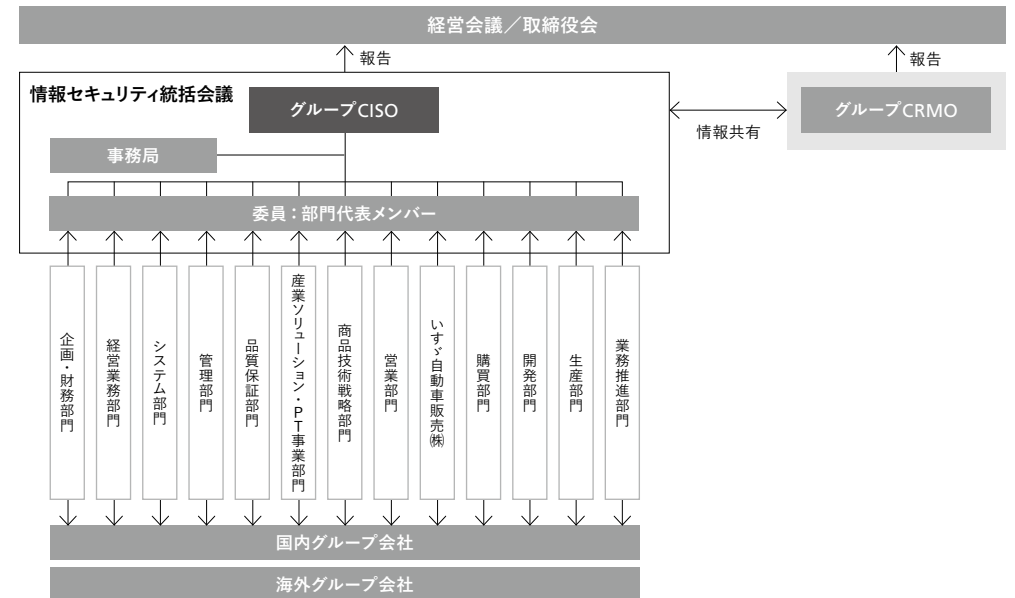 経営会議／取締役会
報告
報告
情報セキュリティ統括会議
グループCISO
グループCRMO
情報共有
事務局
委員：部門代表メンバー
企画・財務部門
経営業務部門
システム部門
管理部門
品質保証部門
産業ソリューション・PT事業部門
商品技術戦略部門
営業部門
いすゞ自動車販売㈱
購買部門
開発部門
生産部門
業務推進部門
国内グループ会社
海外グループ会社